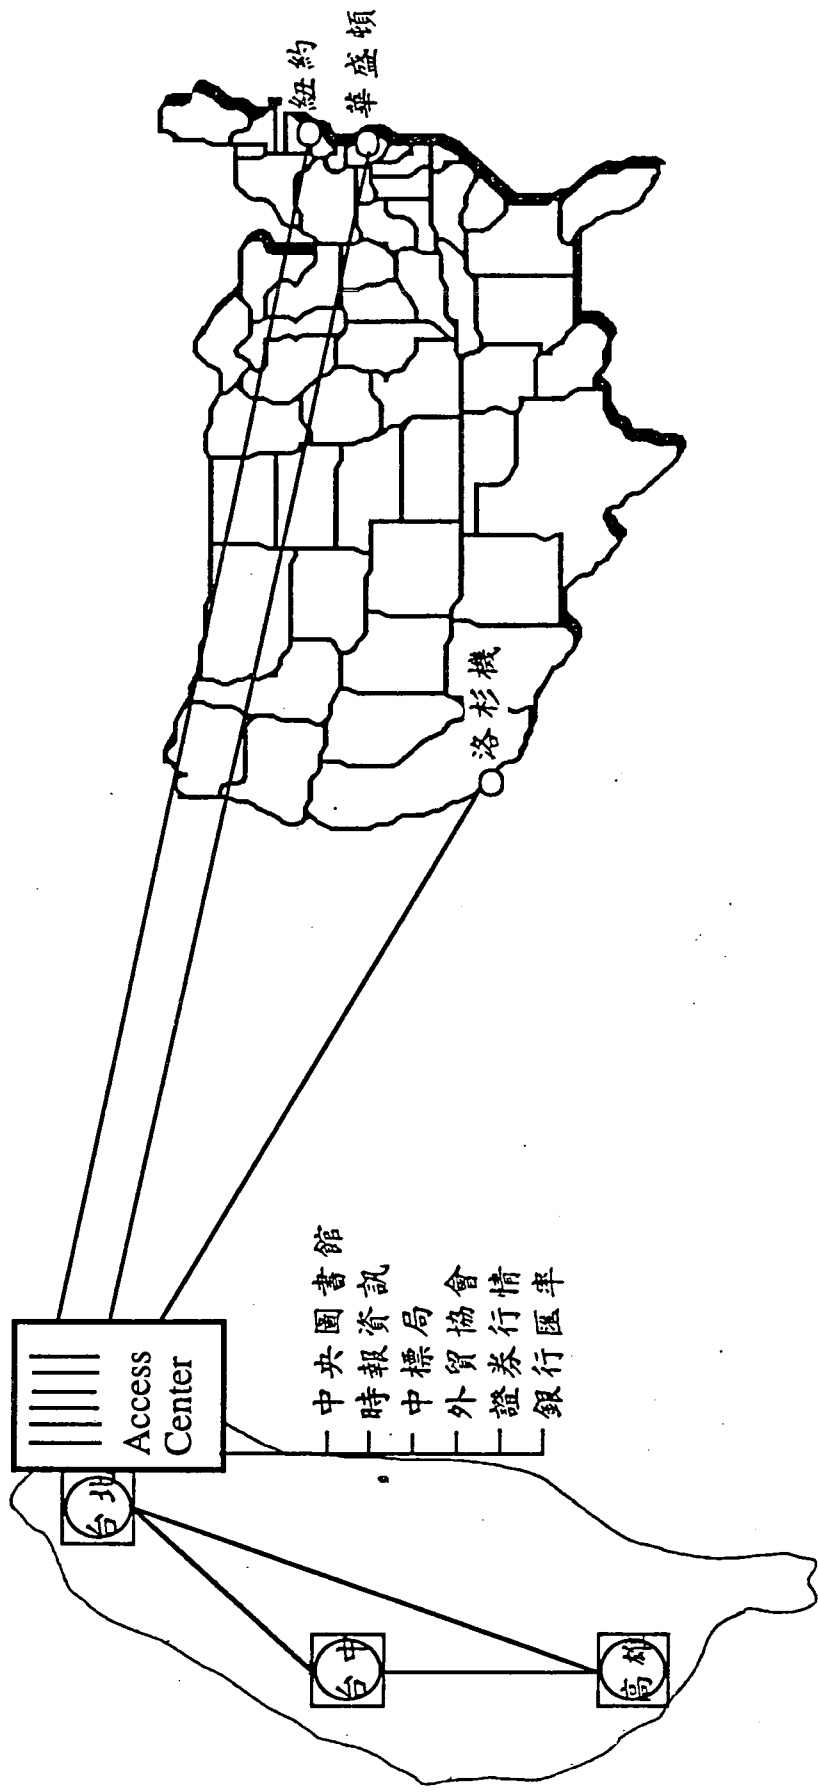 紐約
華盛頓
洛杉機
Access
Center
中央圖書館
時報資訊
中標局
外貿協會
證券行情
銀行匯率
台北
台中
高雄